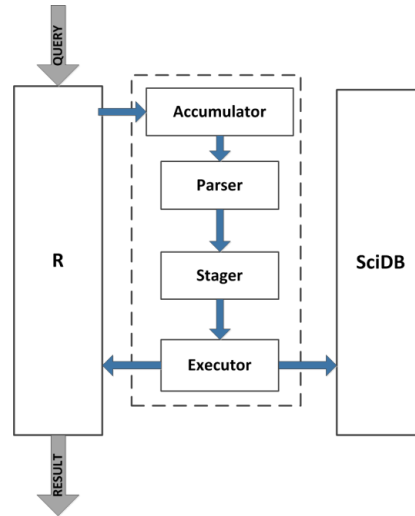 QUERY
Accumulator
Parser
R
Stager
SciDB
Executor
RESULT